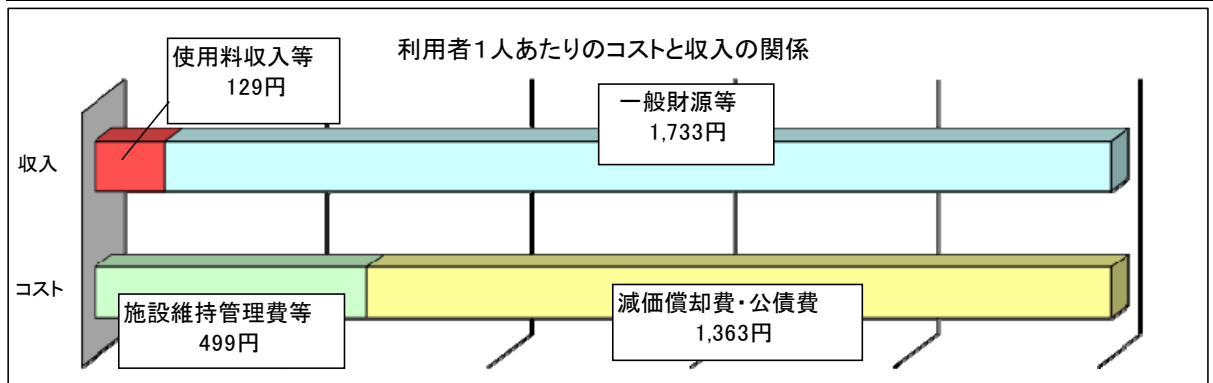 利用者１人あたりのコストと収入の関係
使用料収入等
129円
一般財源等
1,733円
収入
コスト
施設維持管理費等
499円
減価償却費・公債費
1,363円